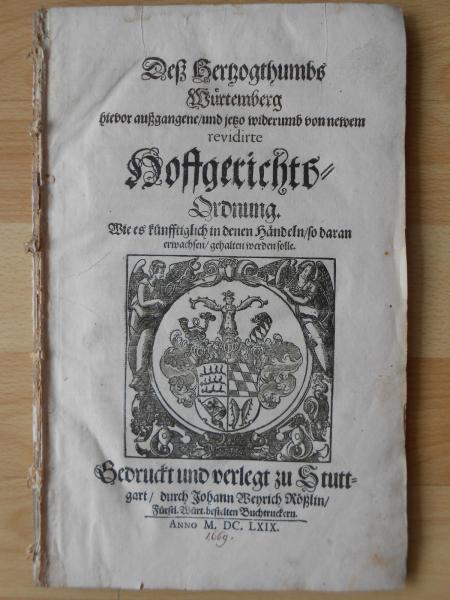 Deß Hertzogthumbs
Würtemberg
hiebor außgangene/und jetzo widerumb von newem
revidirte
Hoffgerichts-
Ordnung.
Wie es künfftiglich in denen Händeln/so daran
erwachsen/gehalten werden solle.
Gedruckt und verlegt zu Stutt-
gart/ durch Johann Weyrich Rößlin/
Fürstl. Würt. bestelten Buchtruckern.
ANNO M. DC. LXIX.
1669.